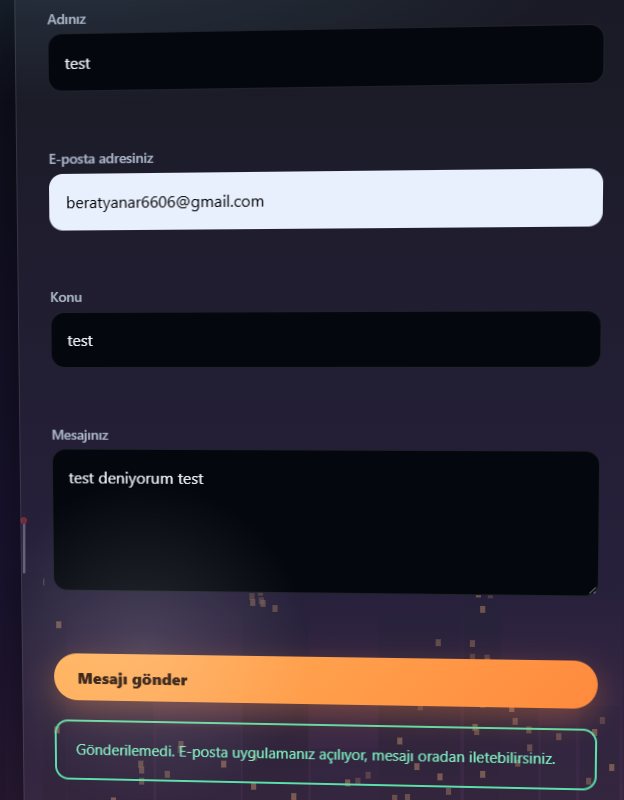 Adınız
test
E-posta adresiniz
beratyanar6606@gmail.com
Konu
test
Mesajınız
test deniyorum test
Mesajı gönder
Gönderilemedi. E-posta uygulamanız açılıyor, mesajı oradan iletebilirsiniz.